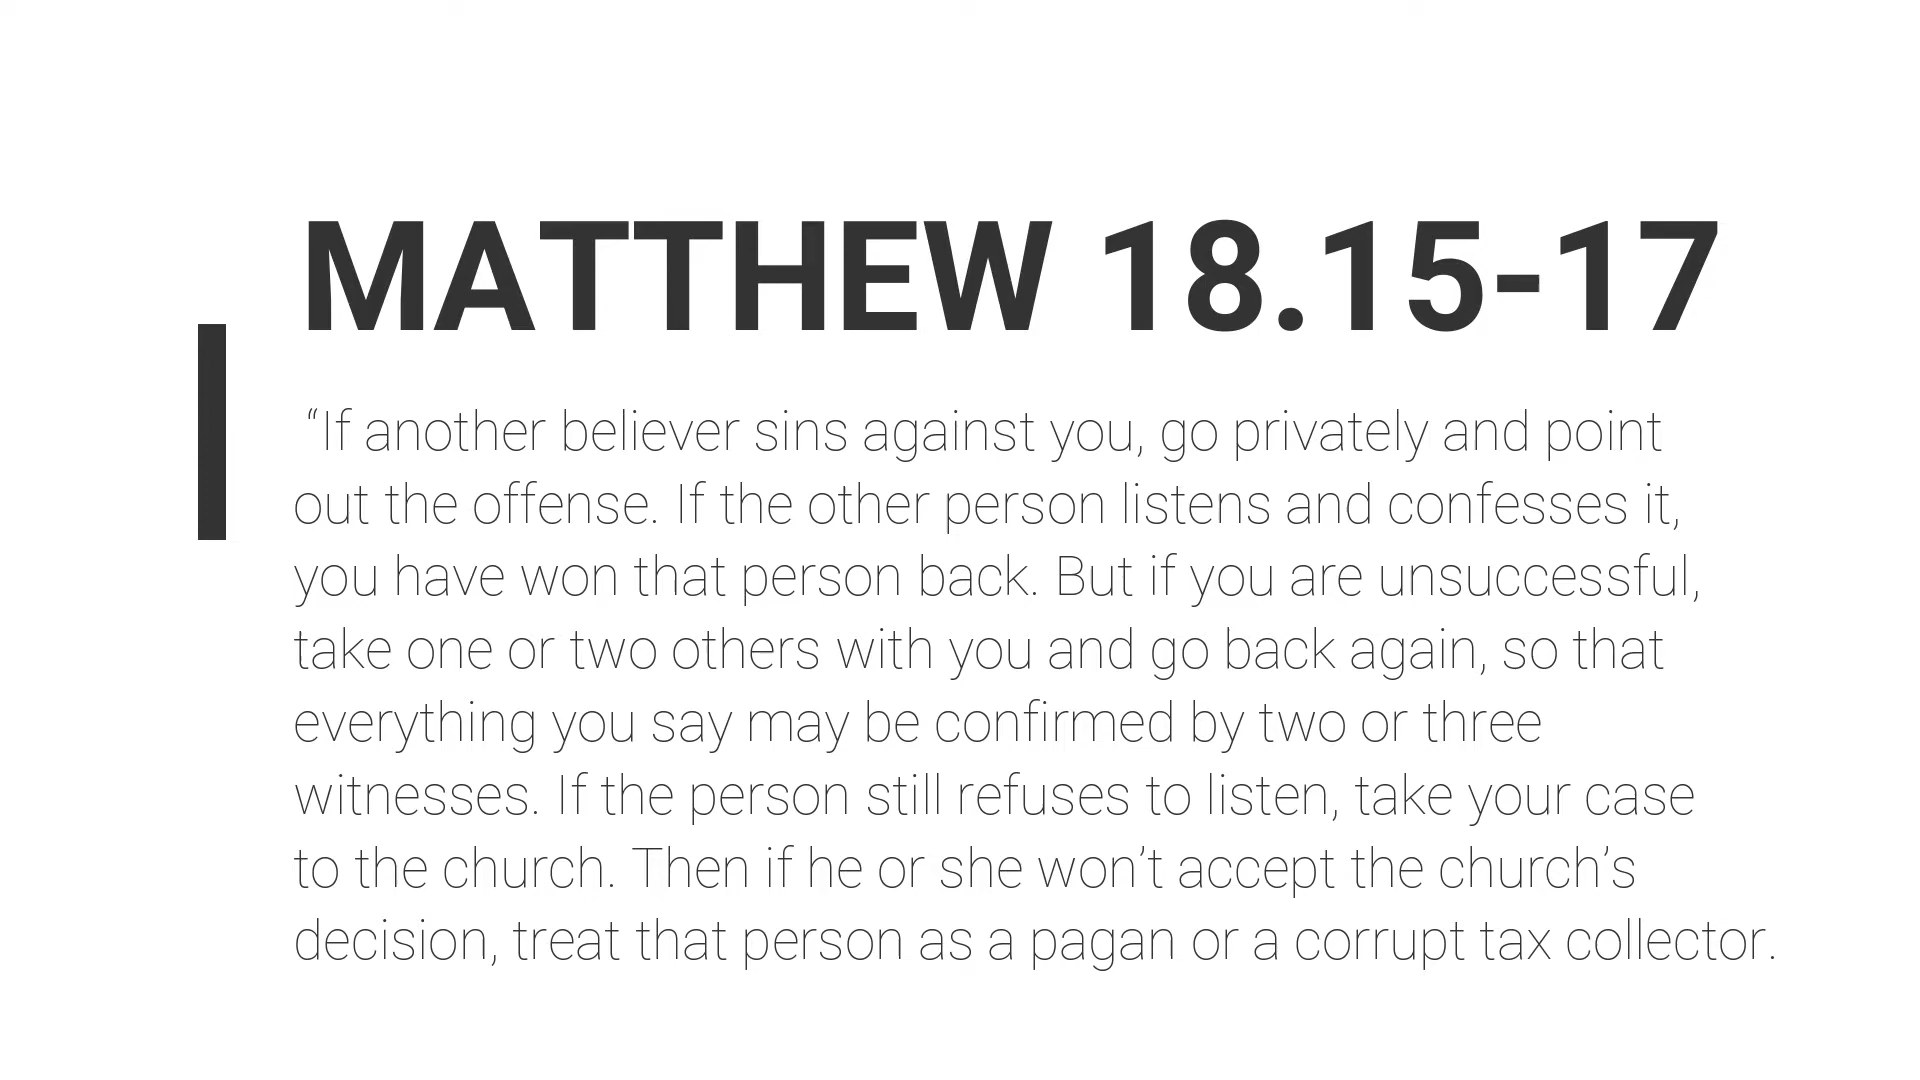 MATTHEW 18.15-17
“If another believer sins against you, go privately and point
out the offense. If the other person listens and confesses it,
you have won that person back. But if you are unsuccessful,
take one or two others with you and go back again, so that
everything you say may be confirmed by two or three
witnesses. If the person still refuses to listen, take your case
to the church. Then if he or she won’t accept the church’s
decision, treat that person as a pagan or a corrupt tax collector.